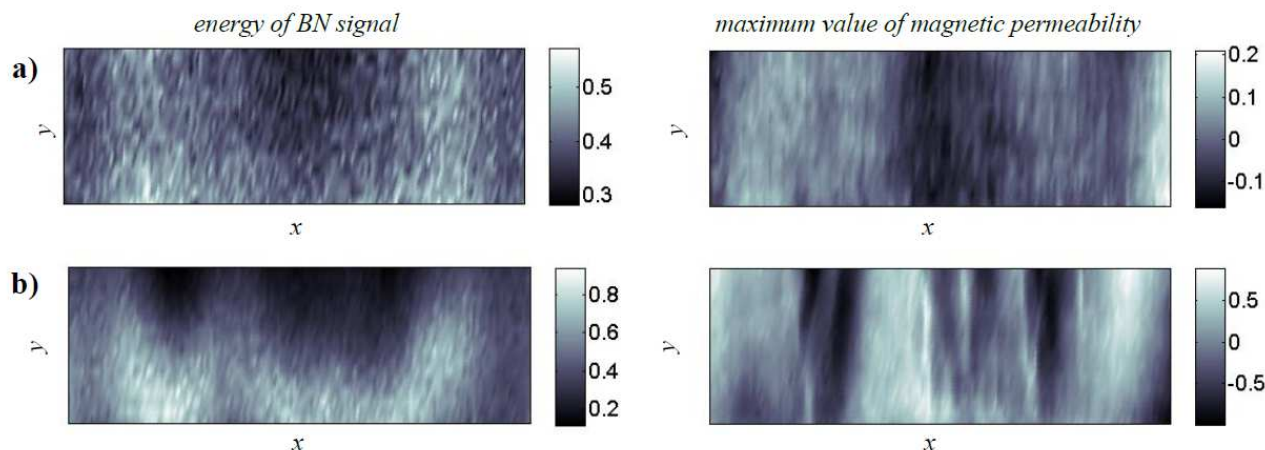 energy of BN signal
maximum value of magnetic permeability
a)
y
0.5
0.4
0.3
x
y
0.2
0.1
0
-0.1
x
b)
y
0.8
0.6
0.4
0.2
x
y
0.5
0
-0.5
x